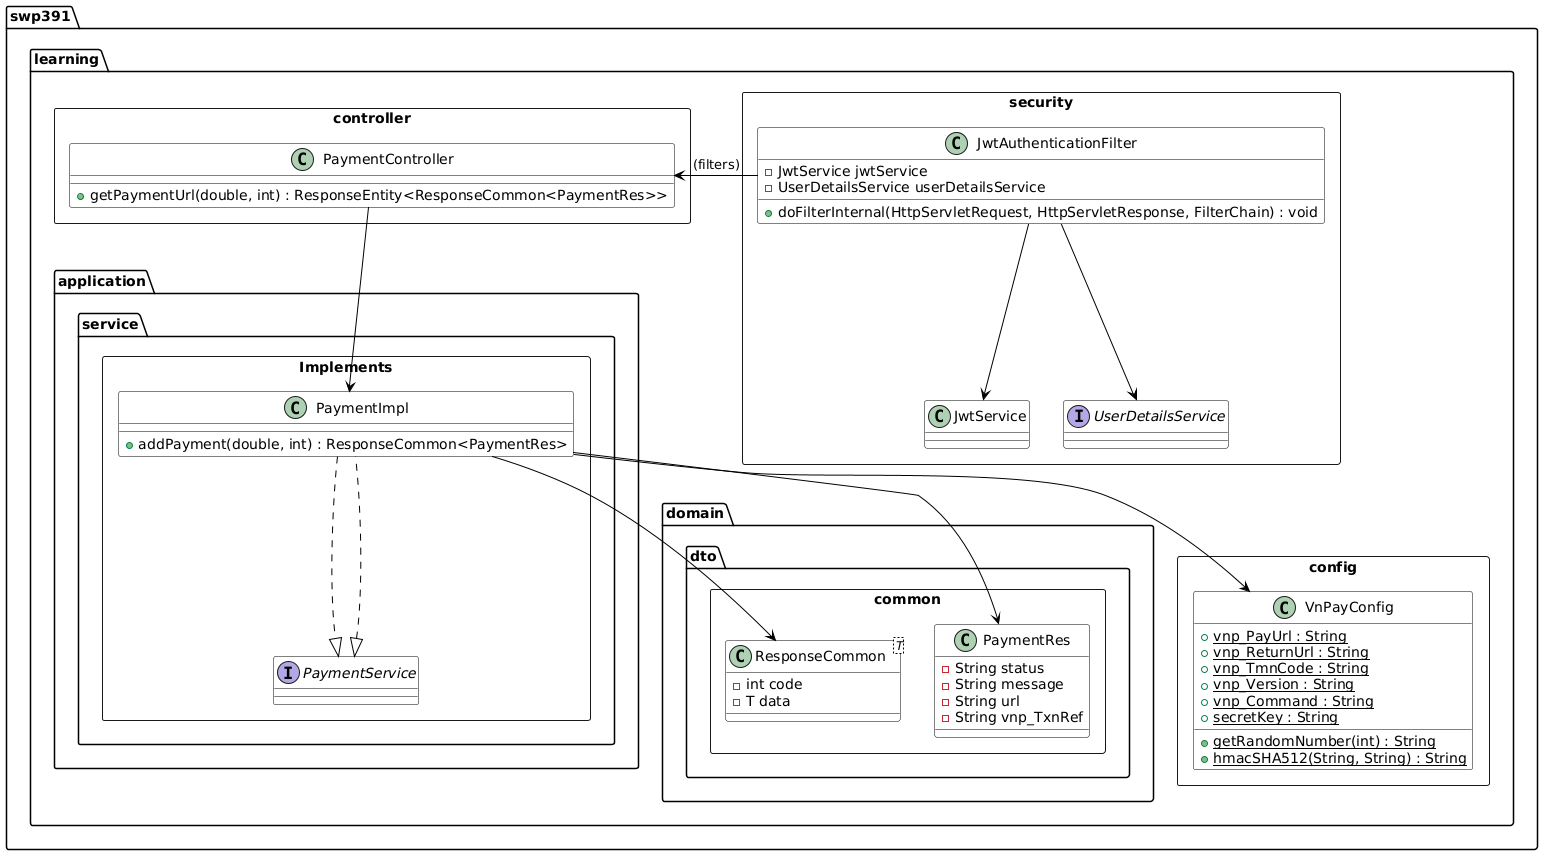 swp391
learning
controller
C PaymentController
getPaymentUrl(double, int) : ResponseEntity<ResponseCommon<PaymentRes>>
(filters)
security
C JwtAuthenticationFilter
JwtService jwtService
UserDetailsService userDetailsService
doFilterInternal(HttpServletRequest, HttpServletResponse, FilterChain) : void
C JwtService
I UserDetailsService
application
service
Implements
C PaymentImpl
addPayment(double, int) : ResponseCommon<PaymentRes>
I PaymentService
domain
dto
common
C ResponseCommon T
int code
T data
C PaymentRes
String status
String message
String url
String vnp_TxnRef
config
C VnPayConfig
vnp_PayUrl : String
vnp_ReturnUrl : String
vnp_TmnCode : String
vnp_Version : String
vnp_Command : String
secretKey : String
getRandomNumber(int) : String
hmacSHA512(String, String) : String